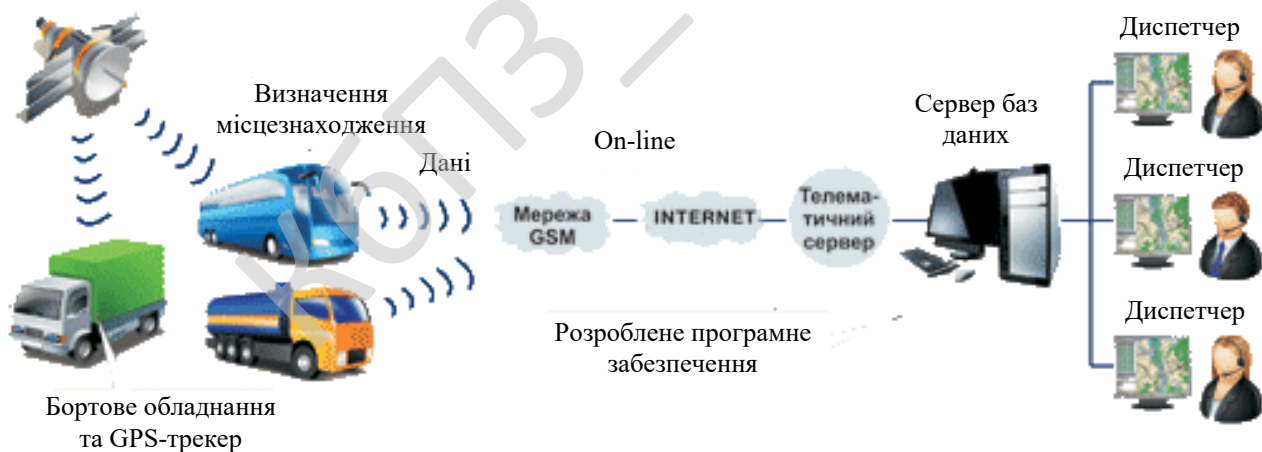 Визначення
місцезнаходження
Дані
On-line
Мережа
GSM
INTERNET
Телема-
тичний
сервер
Сервер баз
даних
Диспетчер
Диспетчер
Диспетчер
Розроблене програмне
забезпечення
Бортове обладнання
та GPS-трекер
КбПЗ_